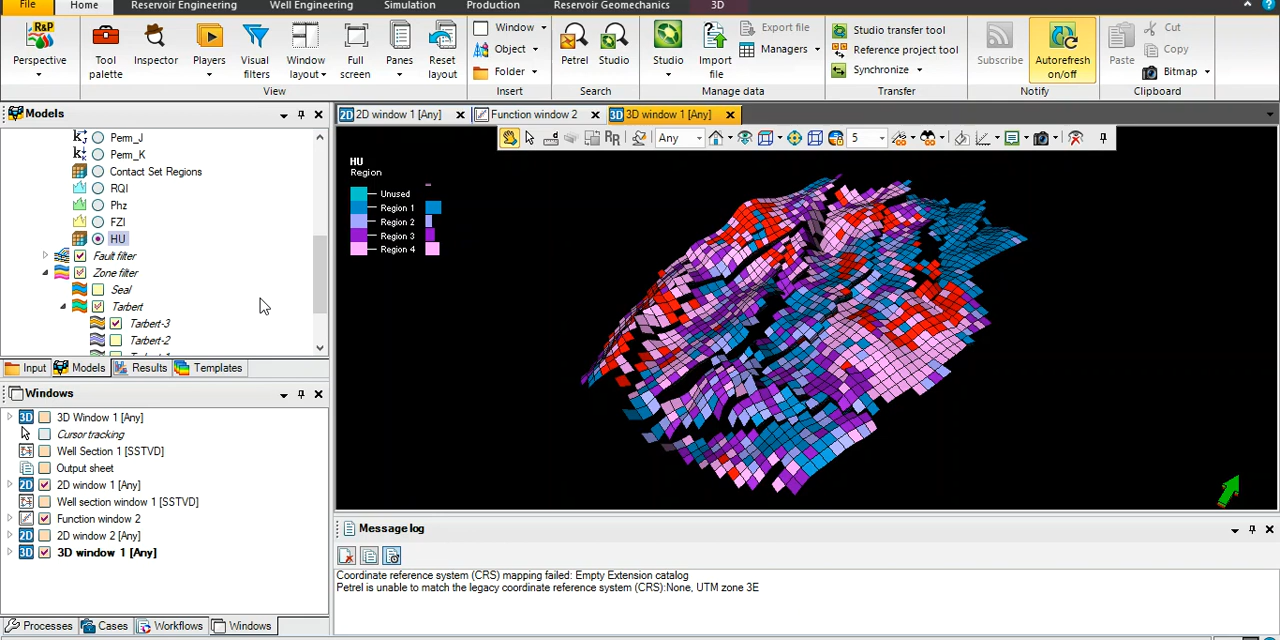 File Home Reservoir Engineering Well Engineering Simulation Production Reservoir Geomechanics 3D
R&P Perspective
Tool palette
Inspector
Players
Visual filters
Window layout
Full screen
Panes
Reset layout
View
Window
Object
Folder
Insert
Petrel
Studio
Search
Studio
Import file
Export file
Managers
Manage data
Studio transfer tool
Reference project tool
Synchronize
Transfer
Subscribe
Autorefresh on/off
Notify
Paste
Cut
Copy
Bitmap
Clipboard
Models
Perm_J
Perm_K
Contact Set Regions
RQI
Phz
FZI
HU
Fault filter
Zone filter
Seal
Tarbert
Tarbert-3
Tarbert-2
Input Models Results Templates
Windows
3D Window 1 [Any]
Cursor tracking
Well Section 1 [SSTVD]
Output sheet
2D window 1 [Any]
Well section window 1 [SSTVD]
Function window 2
2D window 2 [Any]
3D window 1 [Any]
Processes Cases Workflows Windows
2D 2D window 1 [Any] Function window 2 3D 3D window 1 [Any]
RR Any 5
HU
Region
Unused
Region 1
Region 2
Region 3
Region 4
Message log
Coordinate reference system (CRS) mapping failed: Empty Extension catalog
Petrel is unable to match the legacy coordinate reference system (CRS):None, UTM zone 3E